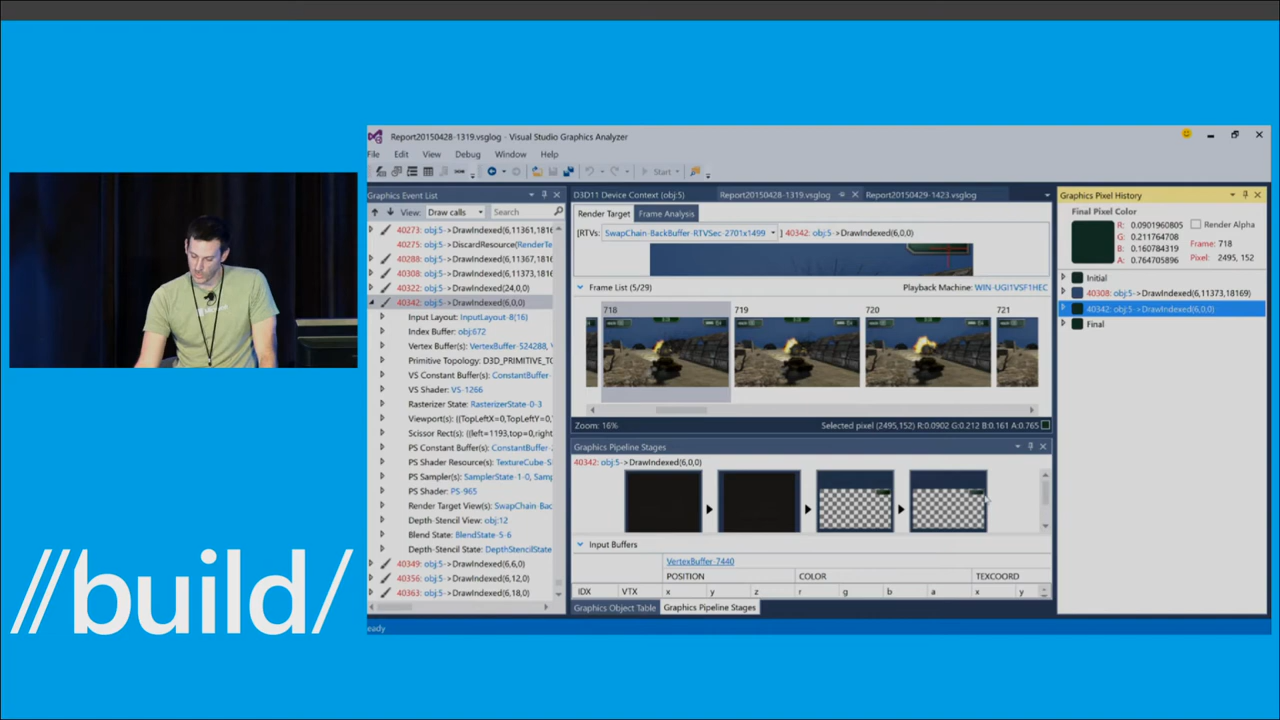 Report20150428-1319.vsglog - Visual Studio Graphics Analyzer
File Edit View Debug Window Help
Start
Graphics Event List
View: Draw calls Search
40273: obj:5->DrawIndexed(6,11361,1816
40275: obj:5->DiscardResource(RenderTe
40288: obj:5->DrawIndexed(6,11367,1816
40308: obj:5->DrawIndexed(6,11373,1816
40322: obj:5->DrawIndexed(24,0,0)
40342: obj:5->DrawIndexed(6,0,0)
Input Layout: InputLayout-8(16)
Index Buffer: obj:672
Vertex Buffer(s): VertexBuffer-524288, V
Primitive Topology: D3D_PRIMITIVE_TO
VS Constant Buffer(s): ConstantBuffer-
VS Shader: VS-1266
Rasterizer State: RasterizerState-0-3
Viewport(s): ((TopLeftX=0,TopLeftY=0,
Scissor Rect(s): ((left=1193,top=0,right
PS Constant Buffer(s): ConstantBuffer-
PS Shader Resource(s): TextureCube-S
PS Sampler(s): SamplerState-1-0, Samp
PS Shader: PS-965
Render Target View(s): SwapChain-Bac
Depth-Stencil View: obj:12
Blend State: BlendState-5-6
Depth-Stencil State: DepthStencilState
40349: obj:5->DrawIndexed(6,6,0)
40356: obj:5->DrawIndexed(6,12,0)
40363: obj:5->DrawIndexed(6,18,0)
eady
D3D11 Device Context (obj:5) Report20150428-1319.vsglog Report20150429-1423.vsglog
Render Target Frame Analysis
[RTVs: SwapChain-BackBuffer-RTVSec-2701x1499 ] 40342: obj:5->DrawIndexed(6,0,0)
Frame List (5/29) Playback Machine: WIN-UGI1VSF1HEC
718 719 720 721
Zoom: 16% Selected pixel (2495,152) R:0.0902 G:0.212 B:0.161 A:0.765
Graphics Pipeline Stages
40342: obj:5->DrawIndexed(6,0,0)
Input Buffers
VertexBuffer-7440
POSITION COLOR TEXCOORD
IDX VTX x y z r g b a x y
Graphics Object Table Graphics Pipeline Stages
Graphics Pixel History
Final Pixel Color
R: 0.0901960805 Render Alpha
G: 0.211764708
B: 0.160784319 Frame: 718
A: 0.764705896 Pixel: 2495, 152
Initial
40308: obj:5->DrawIndexed(6,11373,18169)
40342: obj:5->DrawIndexed(6,0,0)
Final
//build/